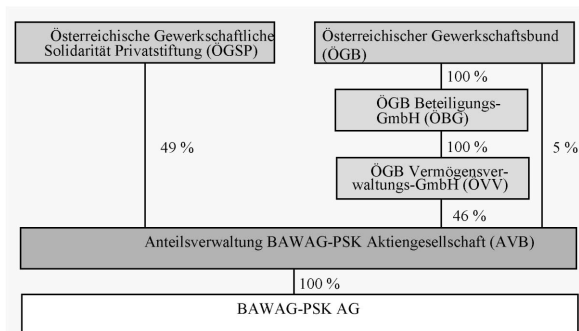 Österreichische Gewerkschaftliche
Solidarität Privatstiftung (ÖGSP)
Österreichischer Gewerkschaftsbund
(ÖGB)
100 %
ÖGB Beteiligungs-
GmbH (ÖBG)
49 %
100 %
5 %
ÖGB Vermögensver-
waltungs-GmbH (ÖVV)
46 %
Anteilsverwaltung BAWAG-PSK Aktiengesellschaft (AVB)
100 %
BAWAG-PSK AG